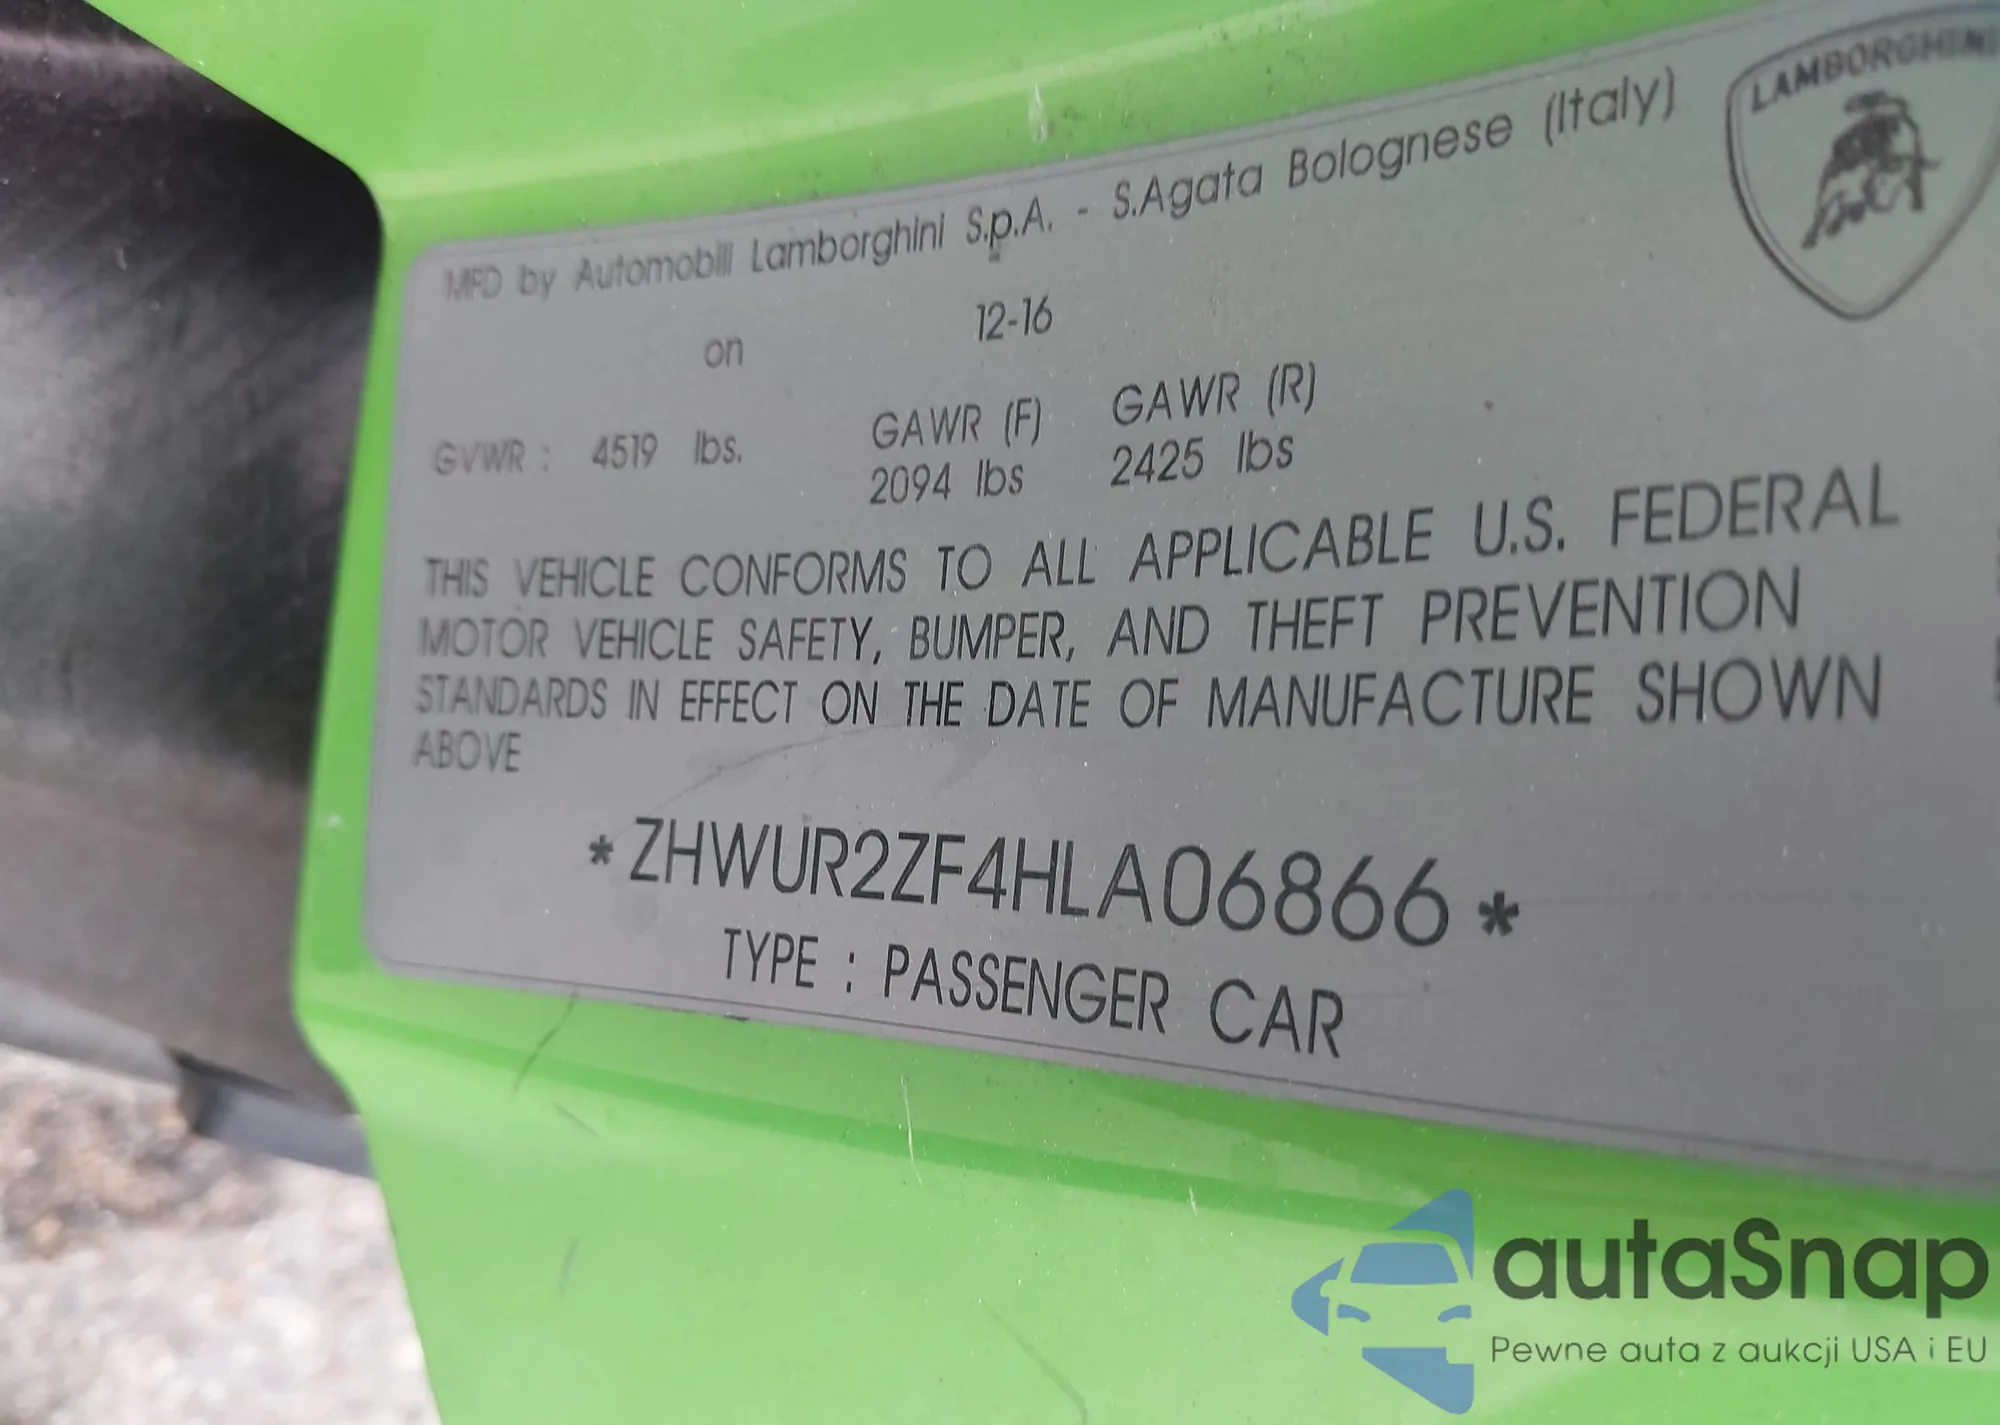 LAMBORGHINI
MFD by Automobili Lamborghini S.p.A. - S.Agata Bolognese (Italy)
on 12-16
GVWR : 4519 lbs. GAWR (F) GAWR (R)
2094 lbs 2425 lbs
THIS VEHICLE CONFORMS TO ALL APPLICABLE U.S. FEDERAL
MOTOR VEHICLE SAFETY, BUMPER, AND THEFT PREVENTION
STANDARDS IN EFFECT ON THE DATE OF MANUFACTURE SHOWN
ABOVE
*ZHWUR2ZF4HLA06866*
TYPE : PASSENGER CAR
autaSnap
Pewne auta z aukcji USA i EU